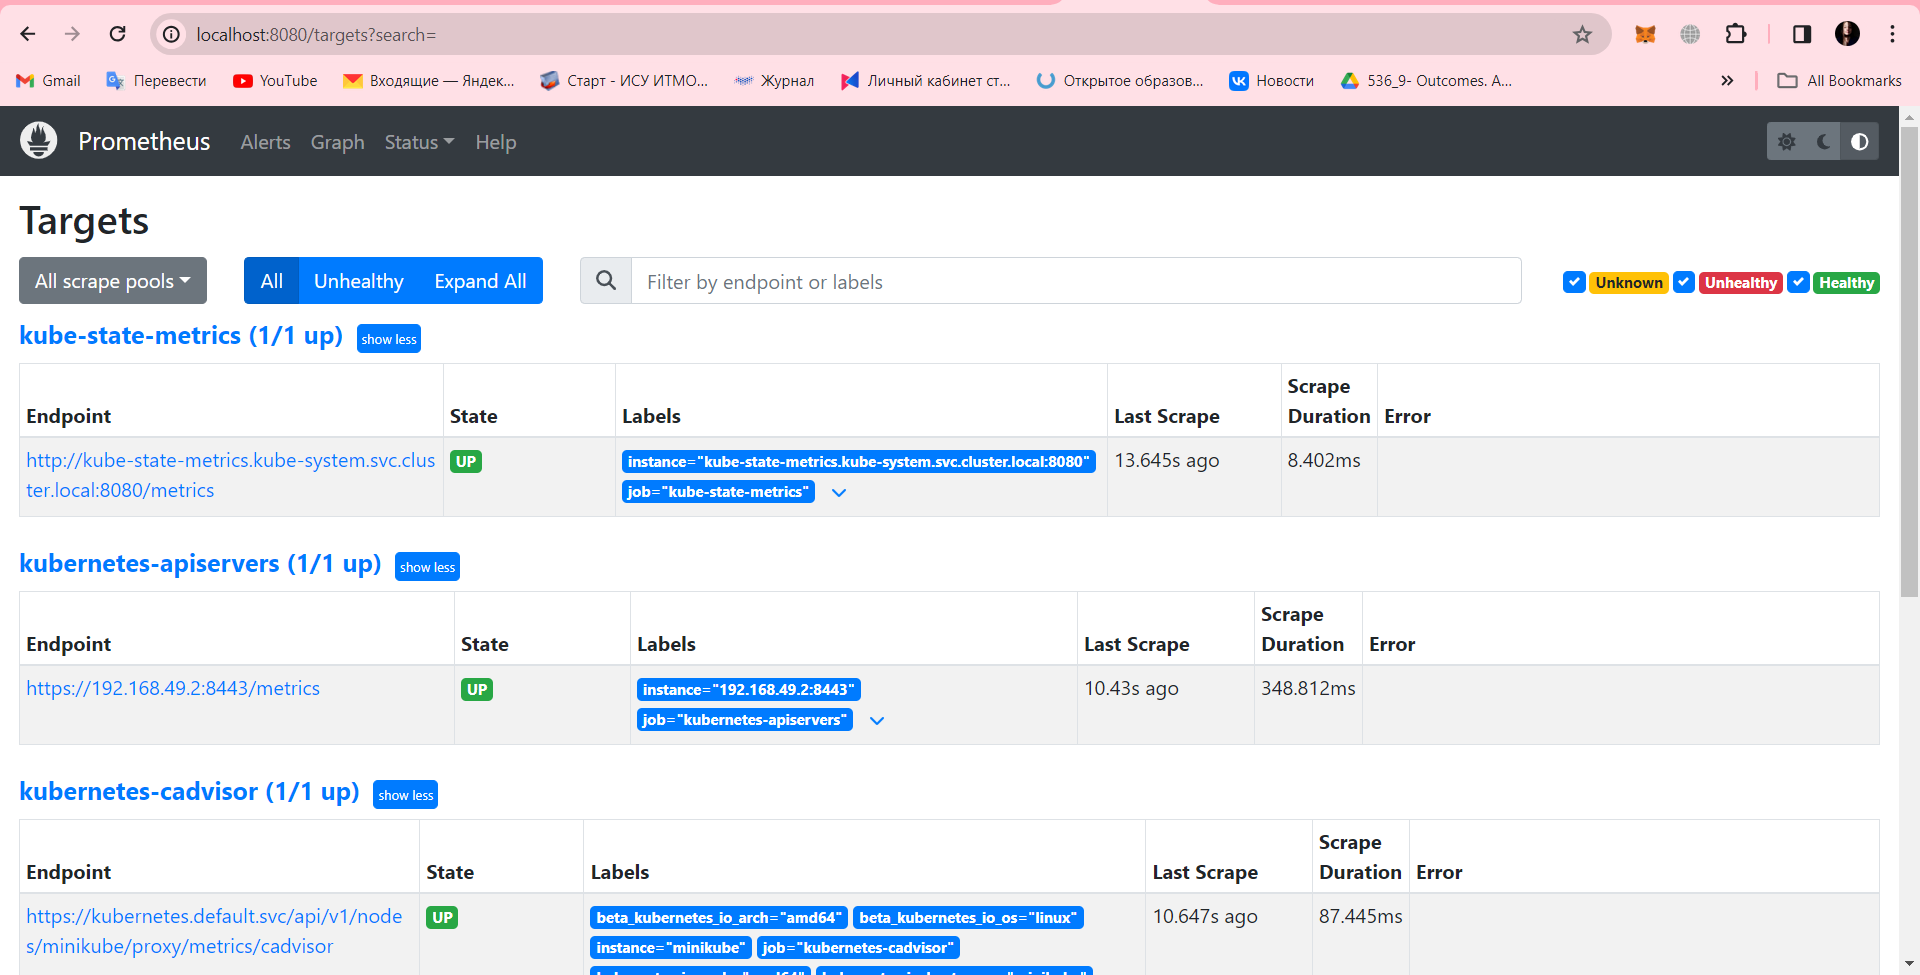 localhost:8080/targets?search=
Gmail Перевести YouTube Входящие — Яндек... Старт - ИСУ ИТМО... Журнал Личный кабинет ст... Открытое образов... Новости 536_9- Outcomes. A... » All Bookmarks
Prometheus Alerts Graph Status Help
Targets
All scrape pools All Unhealthy Expand All Filter by endpoint or labels Unknown Unhealthy Healthy
kube-state-metrics (1/1 up) show less
Endpoint State Labels Last Scrape Scrape Duration Error
http://kube-state-metrics.kube-system.svc.clus UP instance="kube-state-metrics.kube-system.svc.cluster.local:8080" 13.645s ago 8.402ms
ter.local:8080/metrics job="kube-state-metrics"
kubernetes-apiservers (1/1 up) show less
Endpoint State Labels Last Scrape Scrape Duration Error
https://192.168.49.2:8443/metrics UP instance="192.168.49.2:8443" 10.43s ago 348.812ms
job="kubernetes-apiservers"
kubernetes-cadvisor (1/1 up) show less
Endpoint State Labels Last Scrape Scrape Duration Error
https://kubernetes.default.svc/api/v1/node UP beta_kubernetes_io_arch="amd64" beta_kubernetes_io_os="linux" 10.647s ago 87.445ms
s/minikube/proxy/metrics/cadvisor instance="minikube" job="kubernetes-cadvisor"